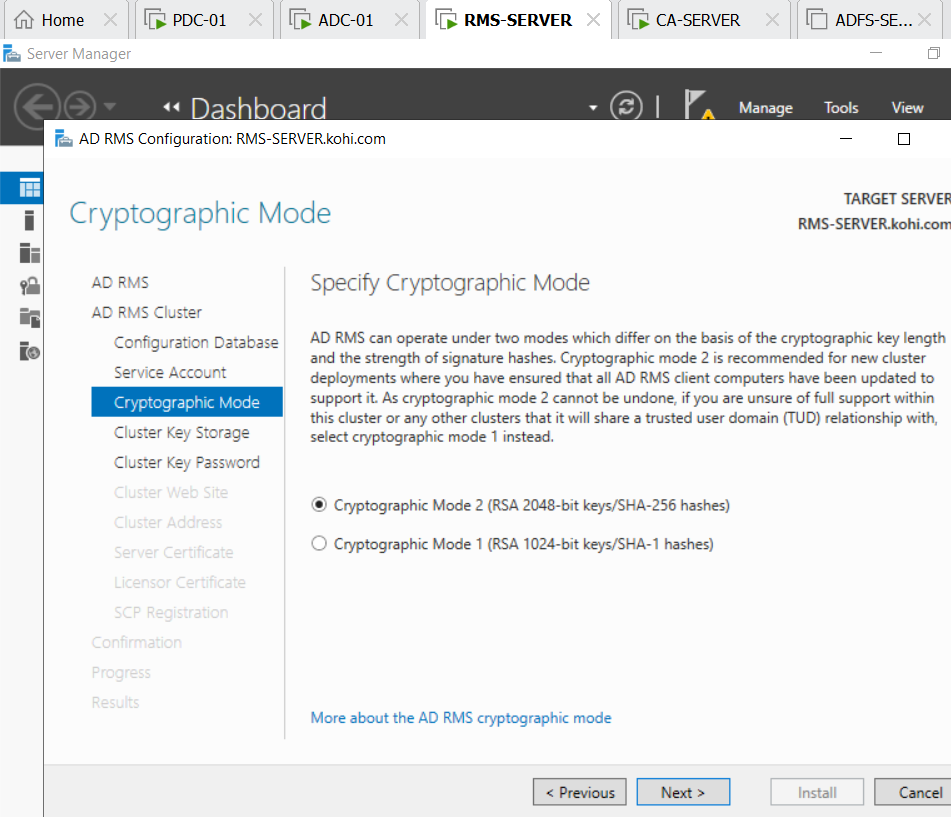 Home
PDC-01
ADC-01
RMS-SERVER
CA-SERVER
ADFS-SE...
Server Manager
Dashboard
Manage
Tools
View
AD RMS Configuration: RMS-SERVER.kohi.com
Cryptographic Mode
TARGET SERVER
RMS-SERVER.kohi.com
AD RMS
AD RMS Cluster
Configuration Database
Service Account
Cryptographic Mode
Cluster Key Storage
Cluster Key Password
Cluster Web Site
Cluster Address
Server Certificate
Licensor Certificate
SCP Registration
Confirmation
Progress
Results
Specify Cryptographic Mode
AD RMS can operate under two modes which differ on the basis of the cryptographic key length
and the strength of signature hashes. Cryptographic mode 2 is recommended for new cluster
deployments where you have ensured that all AD RMS client computers have been updated to
support it. As cryptographic mode 2 cannot be undone, if you are unsure of full support within
this cluster or any other clusters that it will share a trusted user domain (TUD) relationship with,
select cryptographic mode 1 instead.
Cryptographic Mode 2 (RSA 2048-bit keys/SHA-256 hashes)
Cryptographic Mode 1 (RSA 1024-bit keys/SHA-1 hashes)
More about the AD RMS cryptographic mode
< Previous
Next >
Install
Cancel